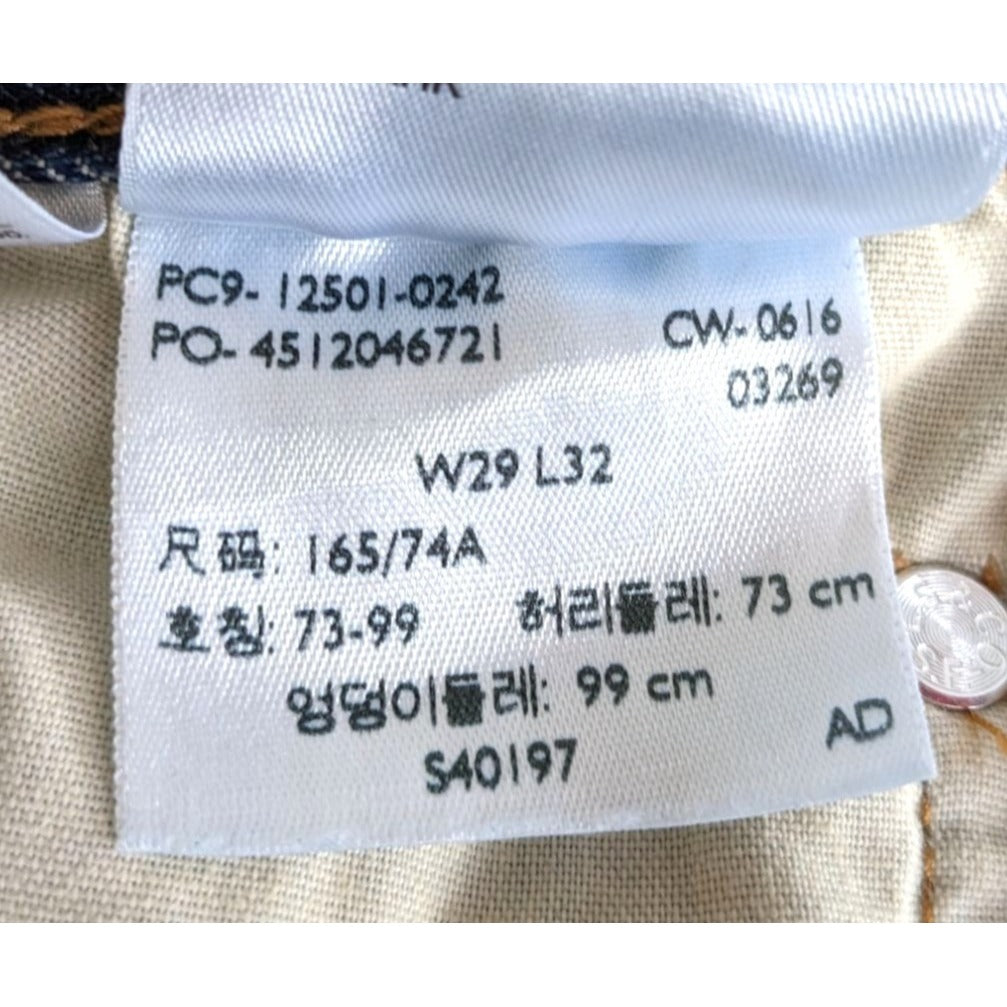 PC9- 12501-0242
PO- 4512046721
CW- 0616
03269
W29 L32
尺码: 165/74A
호칭: 73-99 허리둘레: 73 cm
엉덩이둘레: 99 cm
AD
S40197